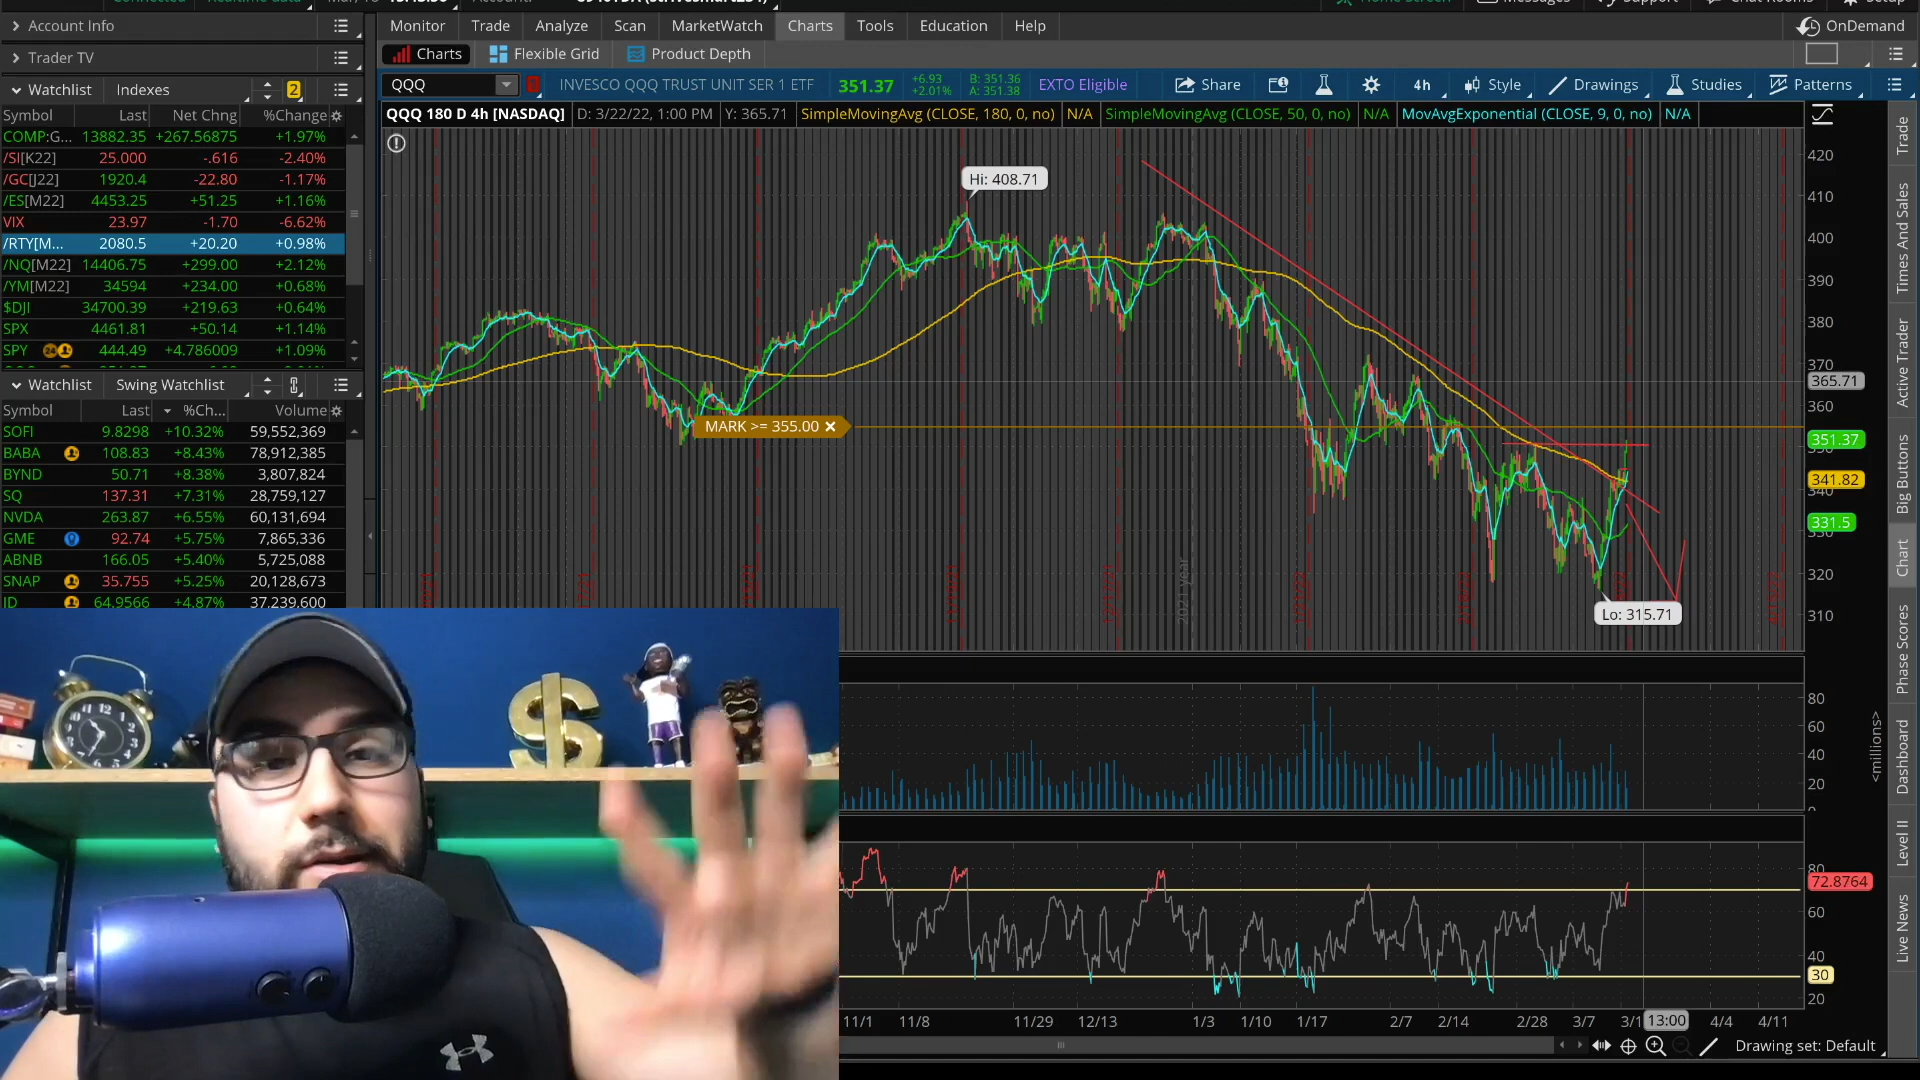 Account Info
Trader TV
Watchlist Indexes 2
Symbol Last Net Chng %Change
COMP:G... 13882.35 +267.56875 +1.97%
/SI[K22] 25.000 -.616 -2.40%
/GC[J22] 1920.4 -22.80 -1.17%
/ES[M22] 4453.25 +51.25 +1.16%
VIX 23.97 -1.70 -6.62%
/RTY[M... 2080.5 +20.20 +0.98%
/NQ[M22] 14406.75 +299.00 +2.12%
/YM[M22] 34594 +234.00 +0.68%
$DJI 34700.39 +219.63 +0.64%
SPX 4461.81 +50.14 +1.14%
SPY 444.49 +4.786009 +1.09%
Watchlist Swing Watchlist
Symbol Last %Ch... Volume
SOFI 9.8298 +10.32% 59,552,369
BABA 108.83 +8.43% 78,912,385
BYND 50.71 +8.38% 3,807,824
SQ 137.31 +7.31% 28,759,127
NVDA 263.87 +6.55% 60,131,694
GME 92.74 +5.75% 7,865,336
ABNB 166.05 +5.40% 5,725,088
SNAP 35.755 +5.25% 20,128,673
JD 64.9566 +4.87% 37,239,600
Monitor Trade Analyze Scan MarketWatch Charts Tools Education Help OnDemand
Charts Flexible Grid Product Depth
QQQ INVESCO QQQ TRUST UNIT SER 1 ETF 351.37 +6.93 +2.01% B: 351.36 A: 351.38 EXTO Eligible Share 4h Style Drawings Studies Patterns
QQQ 180 D 4h [NASDAQ] D: 3/22/22, 1:00 PM Y: 365.71 SimpleMovingAvg (CLOSE, 180, 0, no) N/A SimpleMovingAvg (CLOSE, 50, 0, no) N/A MovAvgExponential (CLOSE, 9, 0, no) N/A
Hi: 408.71
MARK >= 355.00
Lo: 315.71
2021 year
420
410
400
390
380
370
365.71
360
351.37
341.82
340
331.5
330
320
310
80
60
40
20
<millions>
80
72.8764
60
40
30
20
11/1 11/8 11/29 12/13 1/3 1/10 1/17 2/7 2/14 2/28 3/7 13:00 4/4 4/11
Drawing set: Default
Trade
Times And Sales
Active Trader
Big Buttons
Chart
Phase Scores
Dashboard
Level II
Live News
$